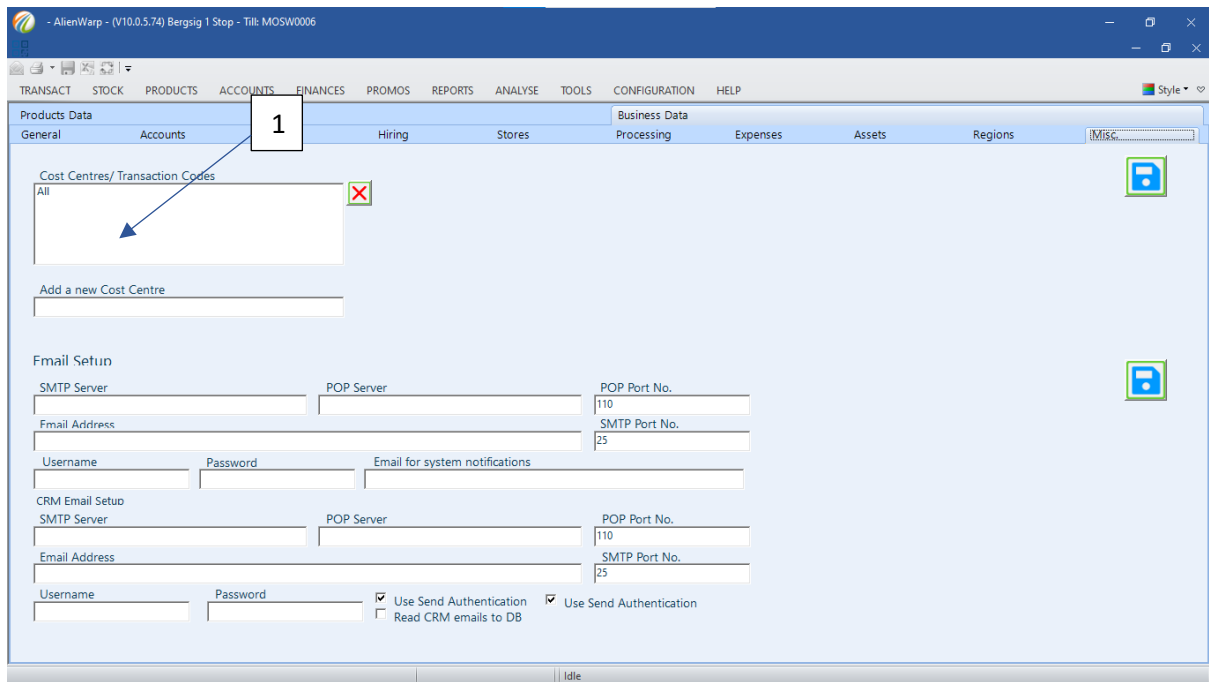 - AlienWarp - (V10.0.5.74) Bergsig 1 Stop - Till: MOSW0006
TRANSACT STOCK PRODUCTS ACCOUNTS FINANCES PROMOS REPORTS ANALYSE TOOLS CONFIGURATION HELP Style
Products Data Business Data
General Accounts 1 Hiring Stores Processing Expenses Assets Regions Misc.
Cost Centres/ Transaction Codes
All
Add a new Cost Centre
Email Setup
SMTP Server POP Server POP Port No.
110
Email Address SMTP Port No.
25
Username Password Email for system notifications
CRM Email Setup
SMTP Server POP Server POP Port No.
110
Email Address SMTP Port No.
25
Username Password Use Send Authentication Use Send Authentication
Read CRM emails to DB
Idle